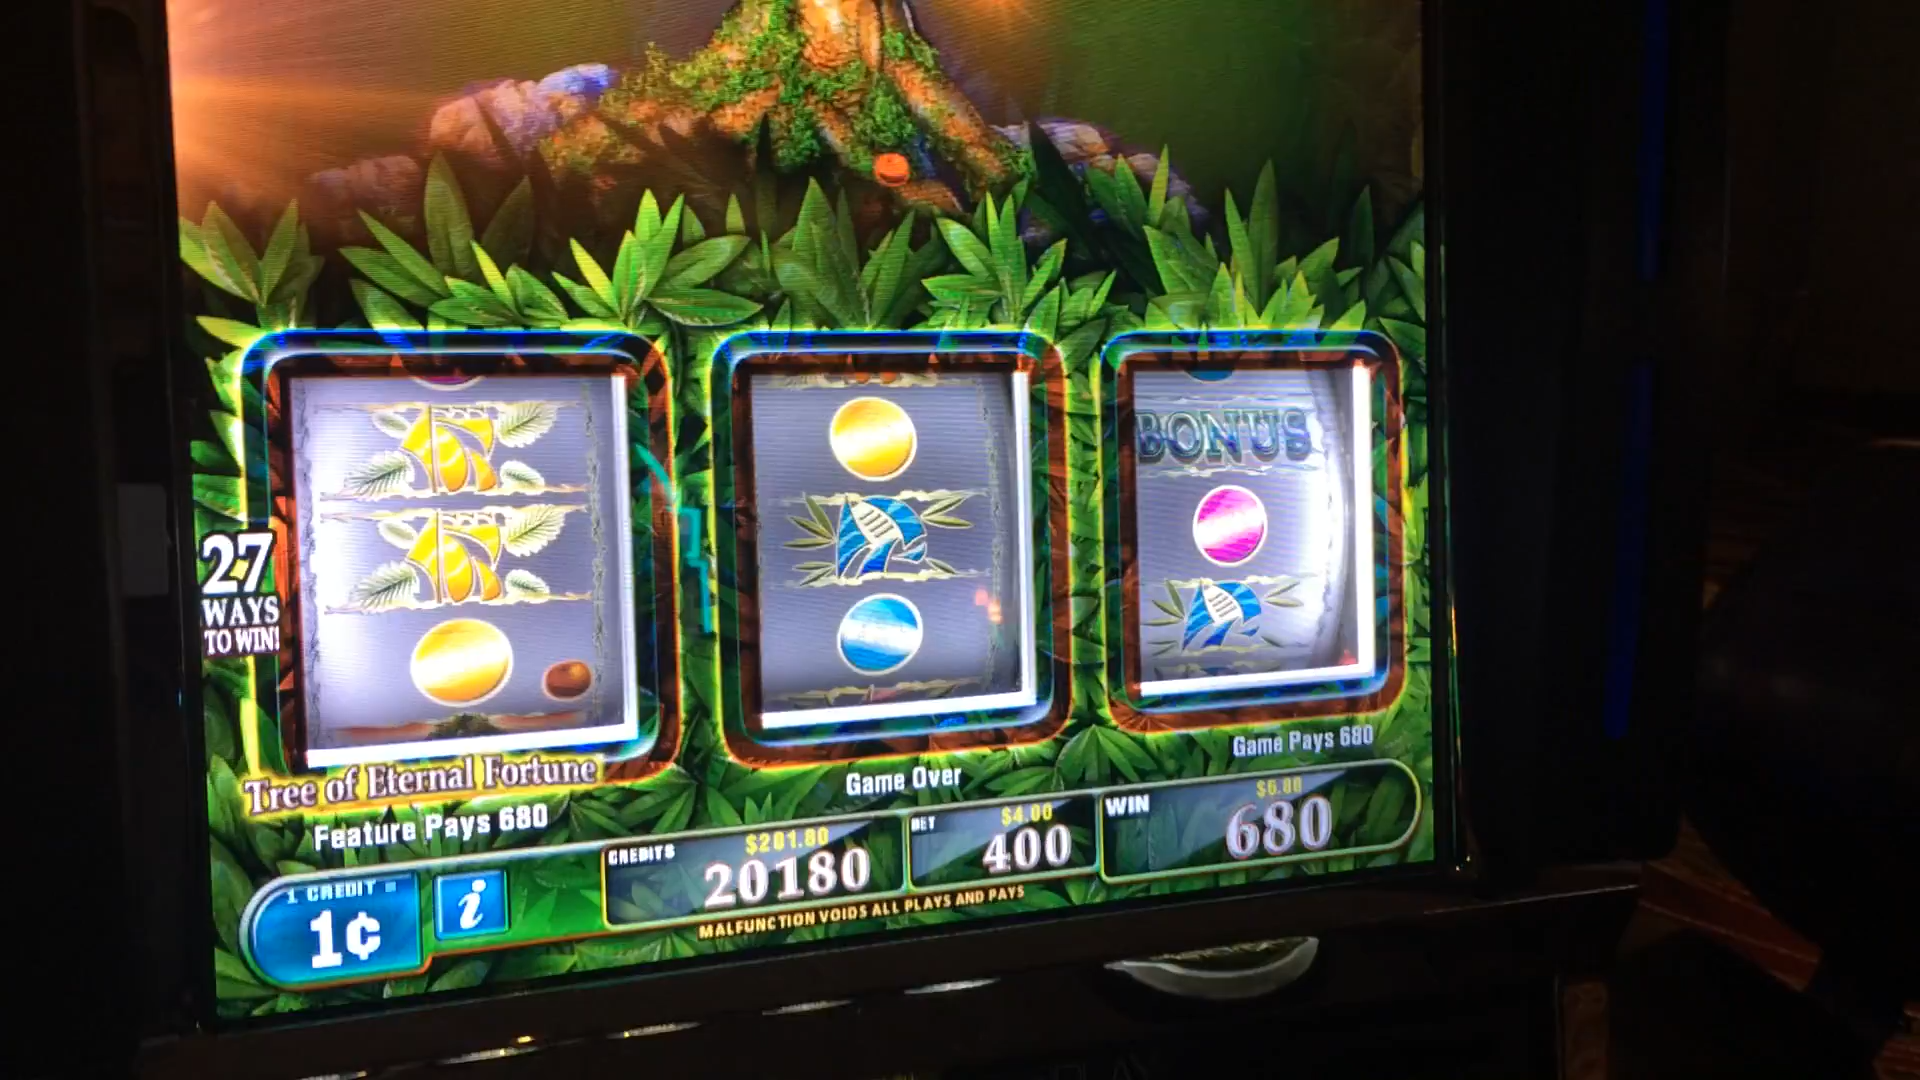 BONUS
27
WAYS
TO WIN!
Tree of Eternal Fortune
Feature Pays 680
Game Over
Game Pays 680
CREDITS
$201.80
20180
BET
$4.00
400
WIN
$6.80
680
1 CREDIT =
1¢
i
MALFUNCTION VOIDS ALL PLAYS AND PAYS